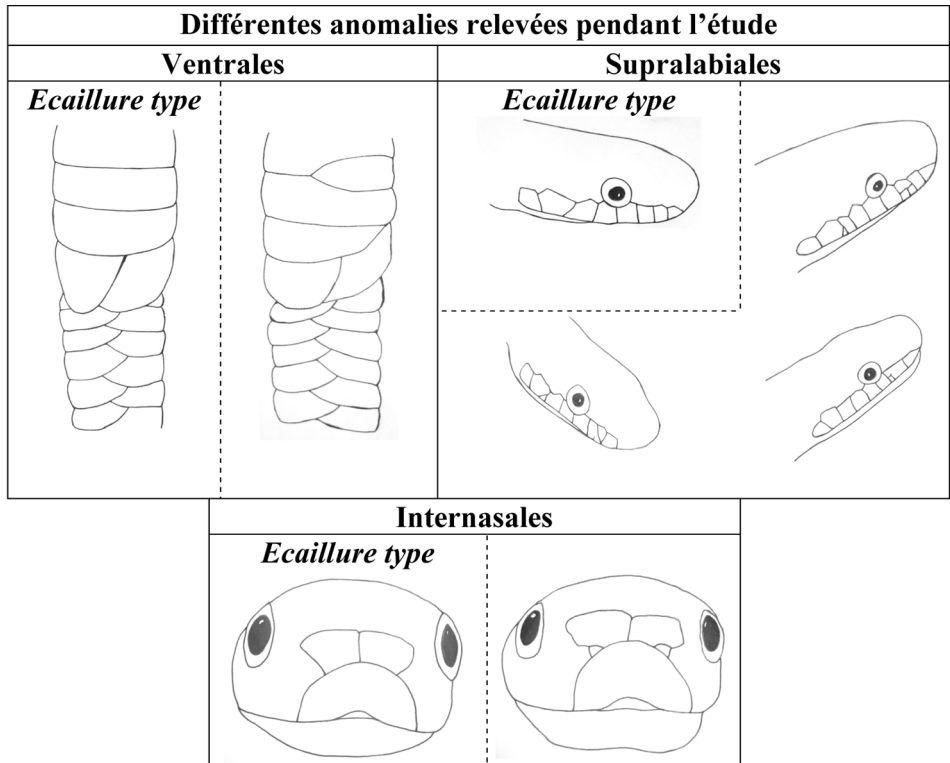 Différentes anomalies relevées pendant l'étude
Ventrales
Supralabiales
Ecaillure type
Ecaillure type
Internasales
Ecaillure type